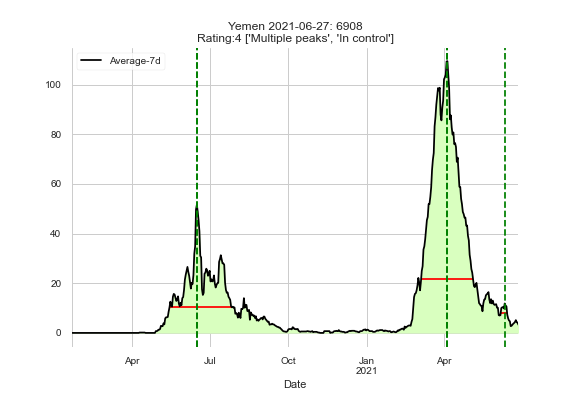 Yemen 2021-06-27: 6908
Rating:4 ['Multiple peaks', 'In control']
Average-7d
100
80
60
40
20
0
Apr
Jul
Oct
Jan
2021
Apr
Date